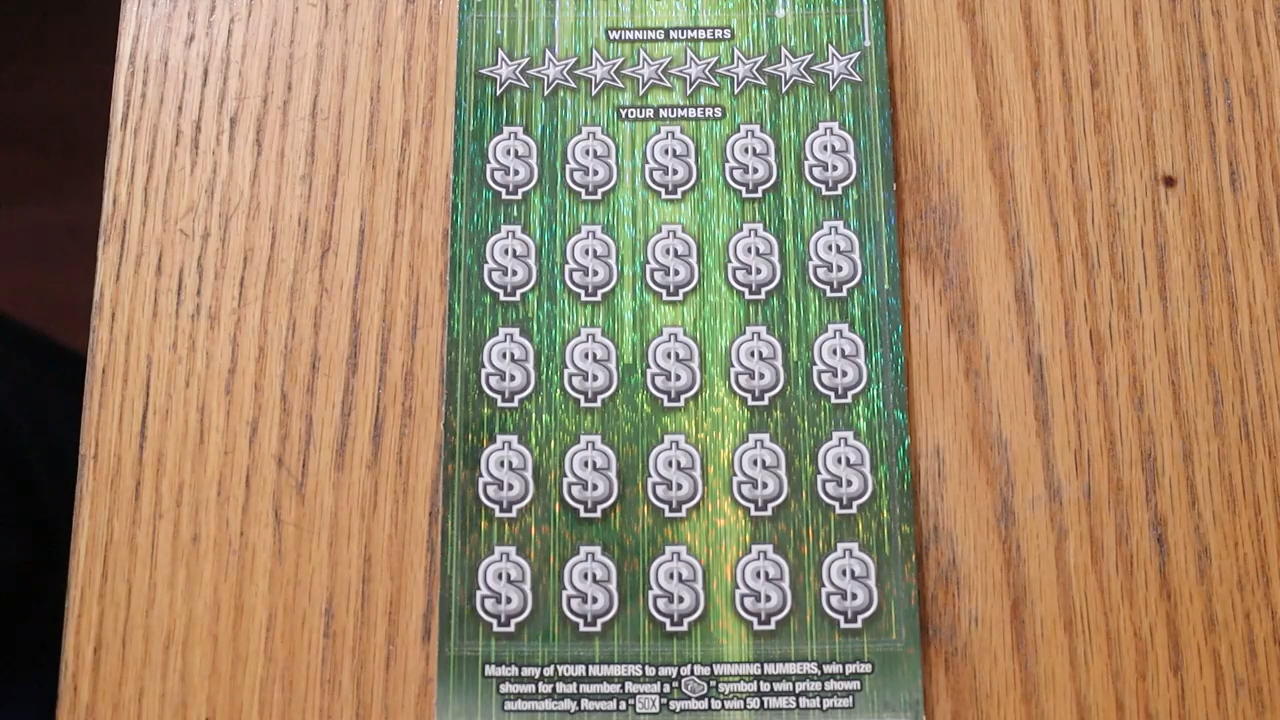 WINNING NUMBERS
YOUR NUMBERS
$ $ $ $ $
$ $ $ $ $
$ $ $ $ $
$ $ $ $ $
$ $ $ $ $
Match any of YOUR NUMBERS to any of the WINNING NUMBERS, win prize
shown for that number. Reveal a " " symbol to win prize shown
automatically. Reveal a "50X" symbol to win 50 TIMES that prize!